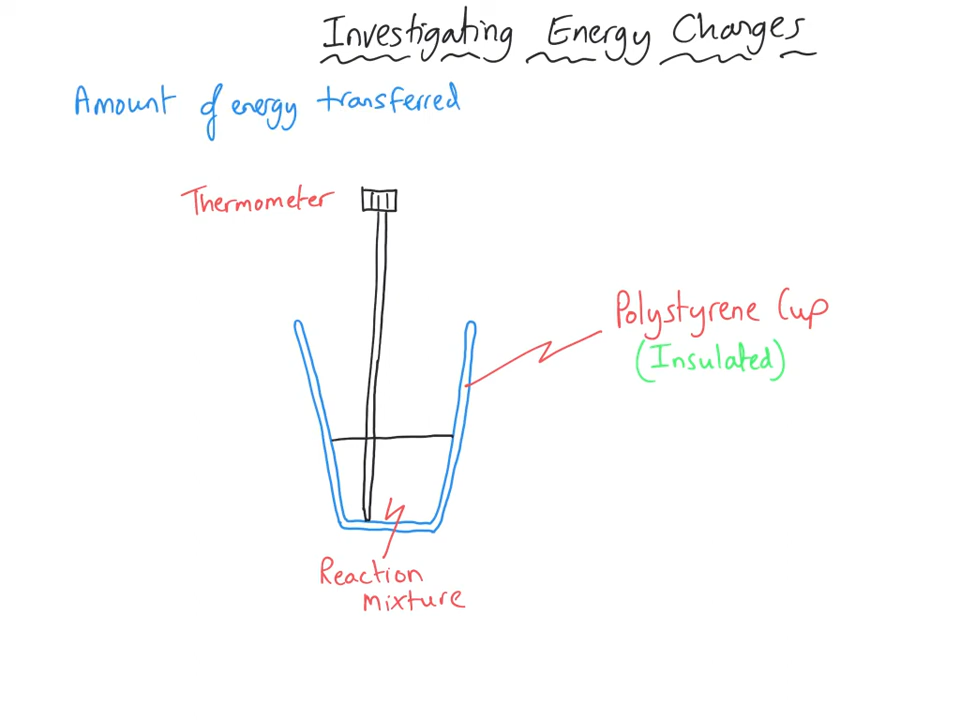 Investigating Energy Changes
Amount of energy transferred
Thermometer
Polystyrene Cup
(Insulated)
Reaction
mixture